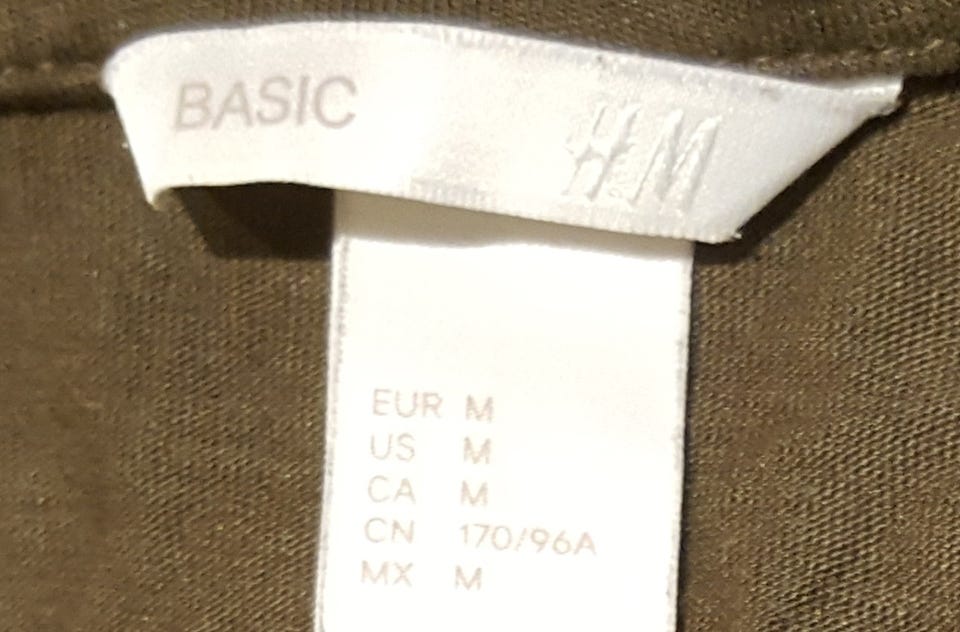 BASIC H&M
EUR M
US M
CA M
CN 170/96A
MX M